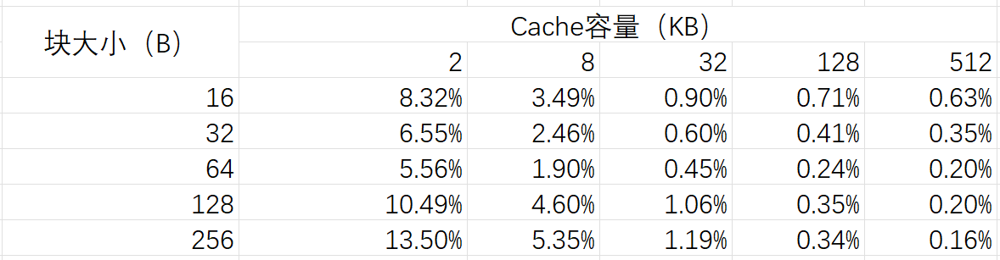 块大小（B） Cache容量（KB）
2 8 32 128 512
16 8.32% 3.49% 0.90% 0.71% 0.63%
32 6.55% 2.46% 0.60% 0.41% 0.35%
64 5.56% 1.90% 0.45% 0.24% 0.20%
128 10.49% 4.60% 1.06% 0.35% 0.20%
256 13.50% 5.35% 1.19% 0.34% 0.16%